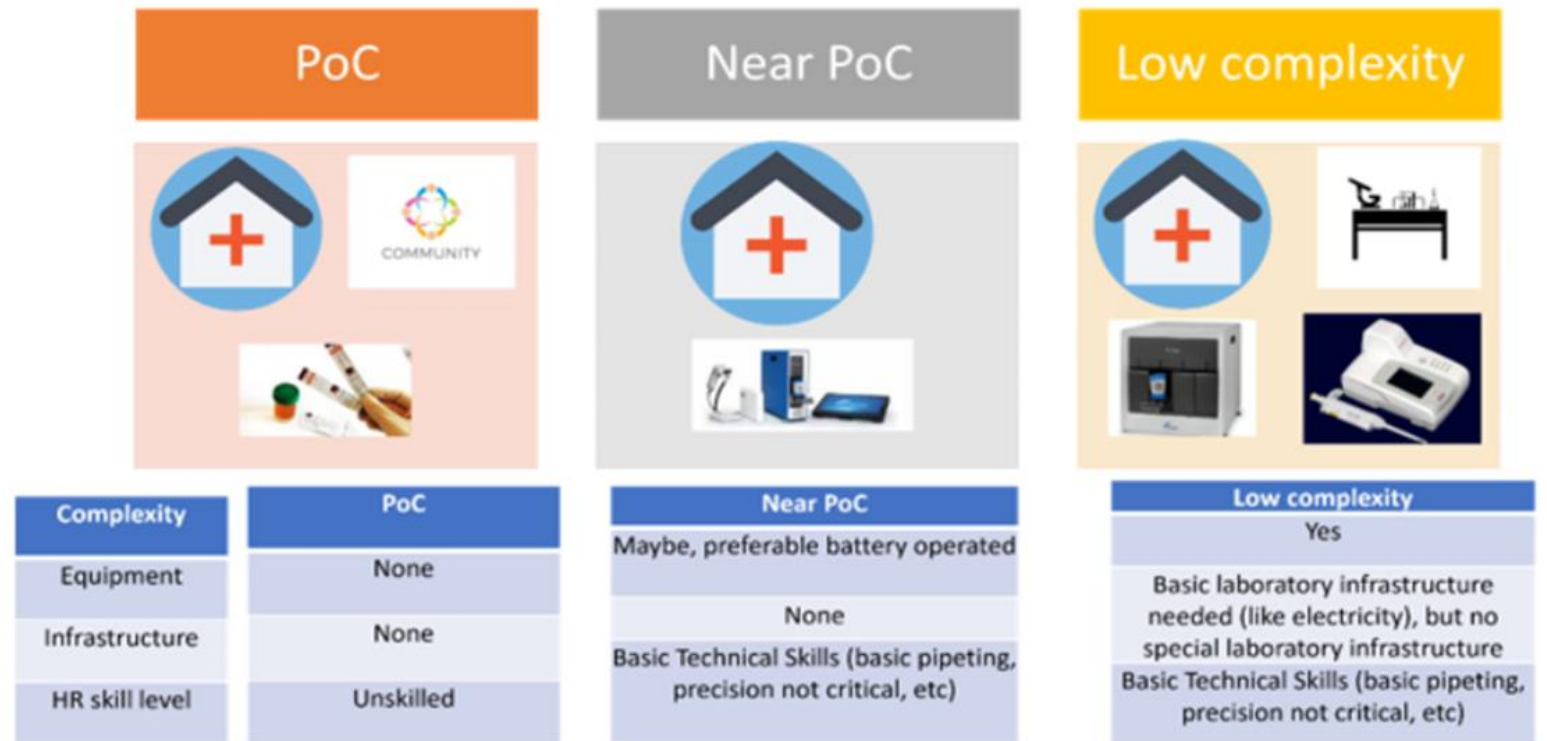 PoC
Near PoC
Low complexity
COMMUNITY
Complexity
PoC
Near PoC
Low complexity
Equipment
None
Maybe, preferable battery operated
Yes
Infrastructure
None
None
Basic laboratory infrastructure
needed (like electricity), but no
special laboratory infrastructure
HR skill level
Unskilled
Basic Technical Skills (basic pipeting,
precision not critical, etc)
Basic Technical Skills (basic pipeting,
precision not critical, etc)